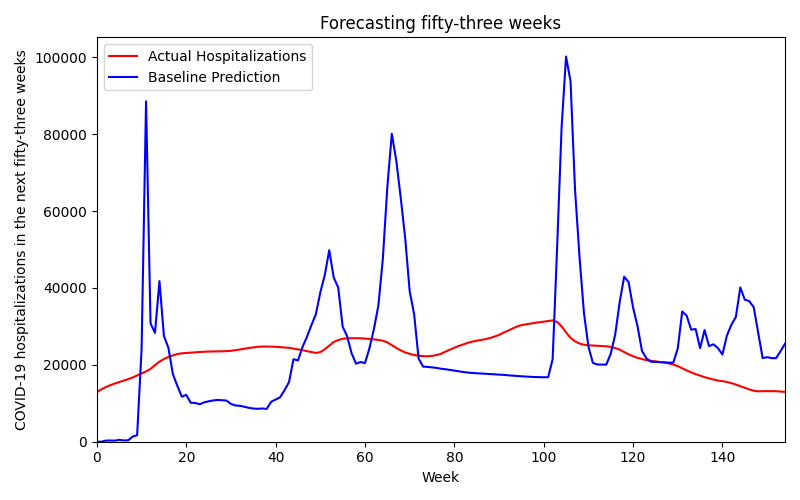 Forecasting fifty-three weeks
Actual Hospitalizations
Baseline Prediction
COVID-19 hospitalizations in the next fifty-three weeks
100000
80000
60000
40000
20000
0
0 20 40 60 80 100 120 140
Week